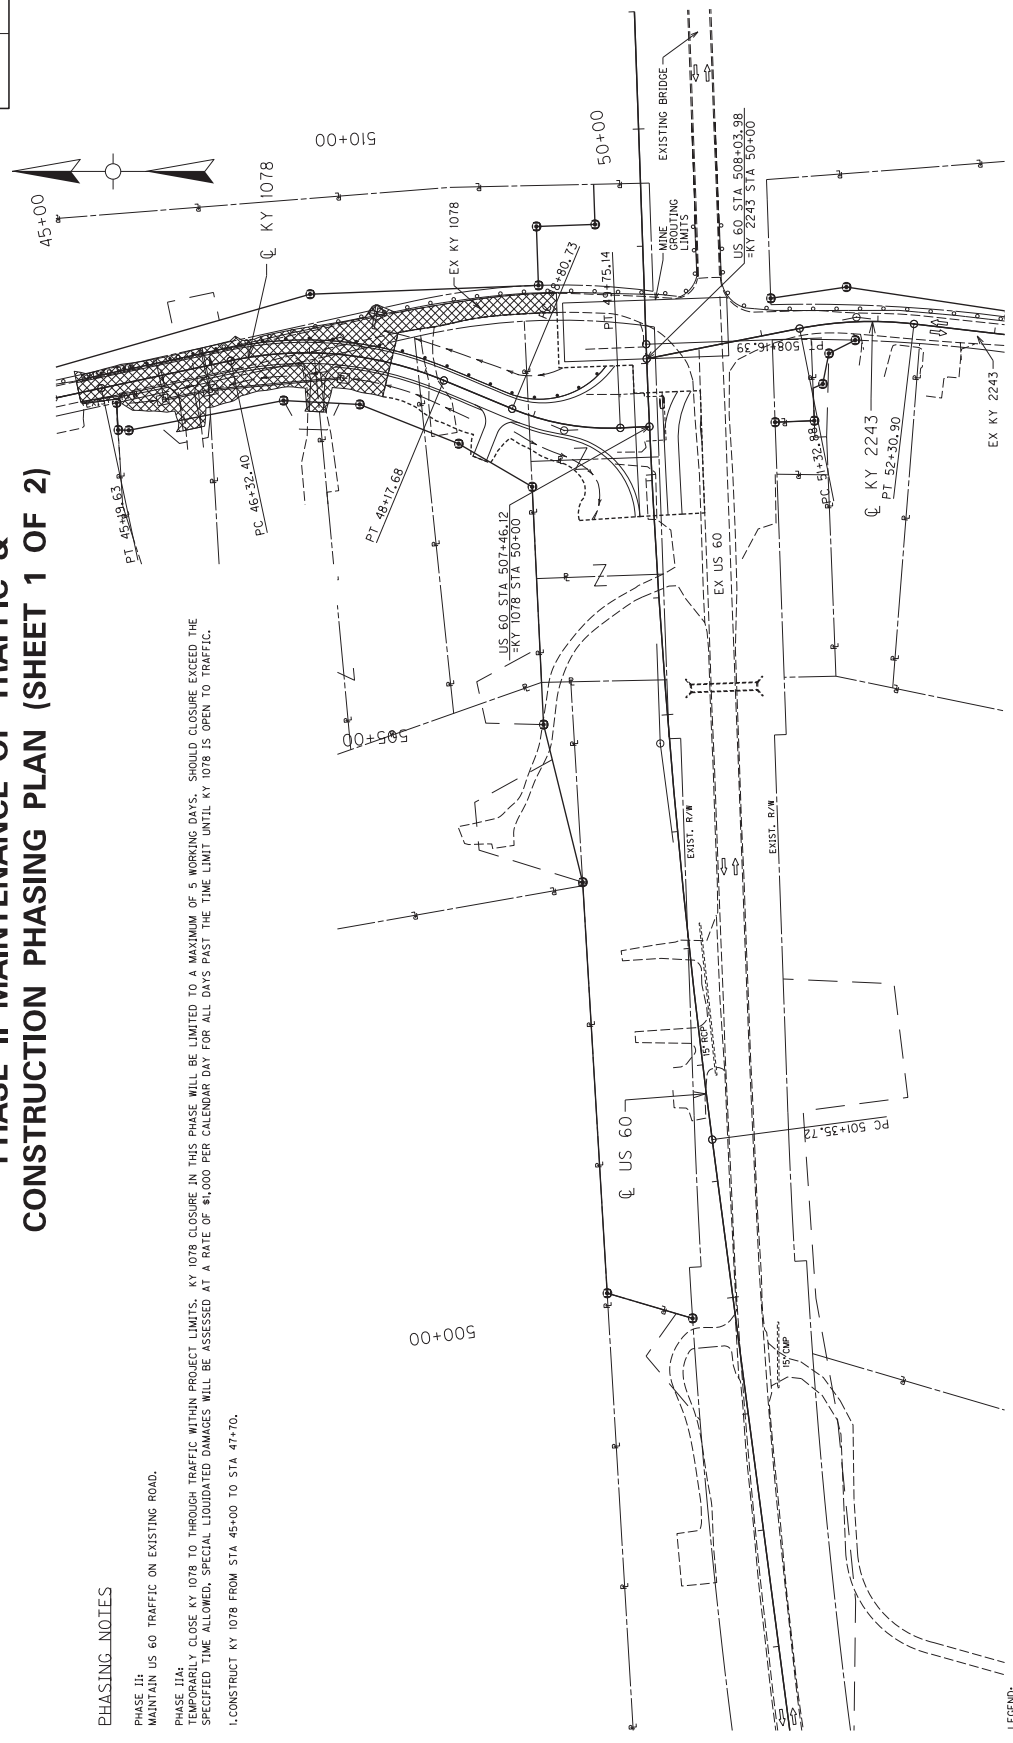 PHASE II MAINTENANCE OF TRAFFIC &
CONSTRUCTION PHASING PLAN (SHEET 1 OF 2)
PHASING NOTES
PHASE II:
MAINTAIN US 60 TRAFFIC ON EXISTING ROAD.
PHASE IIA:
TEMPORARILY CLOSE KY 1078 TO THROUGH TRAFFIC WITHIN PROJECT LIMITS. KY 1078 CLOSURE IN THIS PHASE WILL BE LIMITED TO A MAXIMUM OF 5 WORKING DAYS. SHOULD CLOSURE EXCEED THE
SPECIFIED TIME ALLOWED, SPECIAL LIQUIDATED DAMAGES WILL BE ASSESSED AT A RATE OF $1,000 PER CALENDAR DAY FOR ALL DAYS PAST THE TIME LIMIT UNTIL KY 1078 IS OPEN TO TRAFFIC.
1.CONSTRUCT KY 1078 FROM STA 45+00 TO STA 47+70.
45+00
℄ KY 1078
510+00
50+00
EX KY 1078
PT 45+19.63
PC 46+32.40
PT 48+17.68
8+80.73
PT 49+75.14
MINE
GROUTING
LIMITS
EXISTING BRIDGE
US 60 STA 508+03.98
=KY 2243 STA 50+00
US 60 STA 507+46.12
=KY 1078 STA 50+00
PT 508+16.39
PC 51+32.88
℄ KY 2243
PT 52+30.90
EX KY 2243
EX US 60
505+00
EXIST. R/W
EXIST. R/W
15" RCP
℄ US 60
PC 501+35.72
500+00
15" CMP
LEGEND: